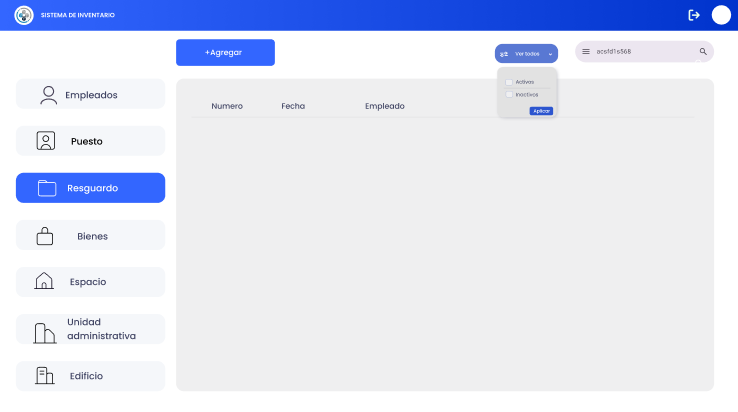 SISTEMA DE INVENTARIO
+Agregar
Ver todos
acsfd1s568
Activos
Inactivos
Aplicar
Empleados
Puesto
Resguardo
Bienes
Espacio
Unidad
administrativa
Edificio
Numero
Fecha
Empleado